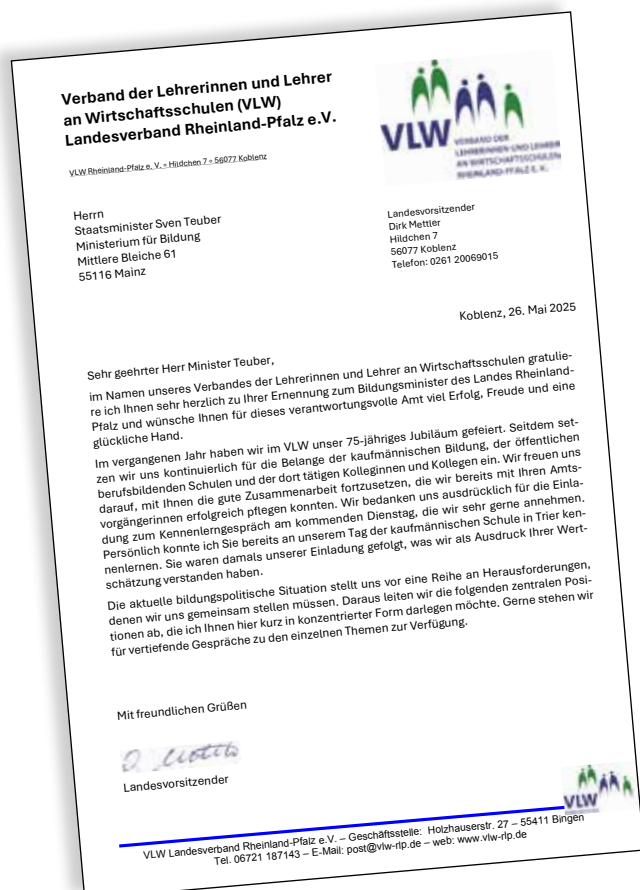 Verband der Lehrerinnen und Lehrer
an Wirtschaftsschulen (VLW)
Landesverband Rheinland-Pfalz e.V.
VLW
VERBAND DER
LEHRERINNEN UND LEHRER
AN WIRTSCHAFTSSCHULEN
RHEINLAND-PFALZ E. V.
VLW Rheinland-Pfalz e. V. – Hildchen 7 – 56077 Koblenz
Herrn
Staatsminister Sven Teuber
Ministerium für Bildung
Mittlere Bleiche 61
55116 Mainz
Landesvorsitzender
Dirk Mettler
Hildchen 7
56077 Koblenz
Telefon: 0261 20069015
Koblenz, 26. Mai 2025
Sehr geehrter Herr Minister Teuber,
im Namen unseres Verbandes der Lehrerinnen und Lehrer an Wirtschaftsschulen gratulie-
re ich Ihnen sehr herzlich zu Ihrer Ernennung zum Bildungsminister des Landes Rheinland-
Pfalz und wünsche Ihnen für dieses verantwortungsvolle Amt viel Erfolg, Freude und eine
glückliche Hand.
Im vergangenen Jahr haben wir im VLW unser 75-jähriges Jubiläum gefeiert. Seitdem set-
zen wir uns kontinuierlich für die Belange der kaufmännischen Bildung, der öffentlichen
berufsbildenden Schulen und der dort tätigen Kolleginnen und Kollegen ein. Wir freuen uns
darauf, mit Ihnen die gute Zusammenarbeit fortzusetzen, die wir bereits mit Ihren Amts-
vorgängerinnen erfolgreich pflegen konnten. Wir bedanken uns ausdrücklich für die Einla-
dung zum Kennenlerngespräch am kommenden Dienstag, die wir sehr gerne annehmen.
Persönlich konnte ich Sie bereits an unserem Tag der kaufmännischen Schule in Trier ken-
nenlernen. Sie waren damals unserer Einladung gefolgt, was wir als Ausdruck Ihrer Wert-
schätzung verstanden haben.
Die aktuelle bildungspolitische Situation stellt uns vor eine Reihe an Herausforderungen,
denen wir uns gemeinsam stellen müssen. Daraus leiten wir die folgenden zentralen Posi-
tionen ab, die ich Ihnen hier kurz in konzentrierter Form darlegen möchte. Gerne stehen wir
für vertiefende Gespräche zu den einzelnen Themen zur Verfügung.
Mit freundlichen Grüßen
Landesvorsitzender
VLW
VLW Landesverband Rheinland-Pfalz e.V. – Geschäftsstelle: Holzhauserstr. 27 – 55411 Bingen
Tel. 06721 187143 – E-Mail: post@vlw-rlp.de – web: www.vlw-rlp.de